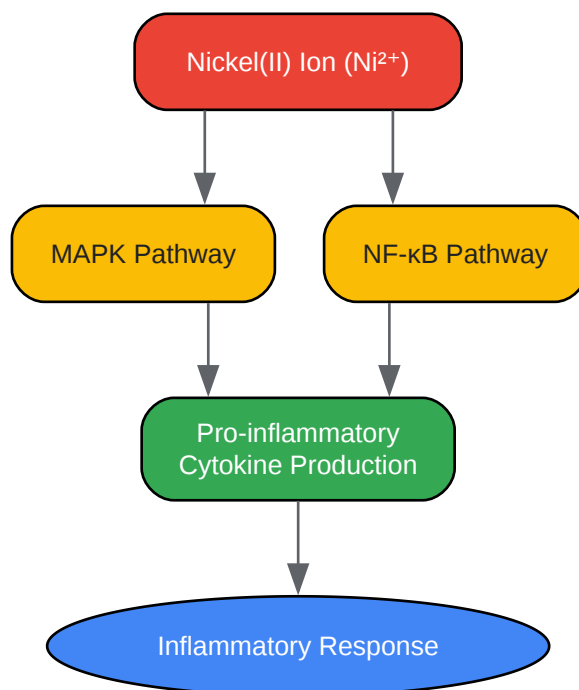 Nickel(II) Ion (Ni²⁺)
MAPK Pathway
NF-κB Pathway
Pro-inflammatory
Cytokine Production
Inflammatory Response